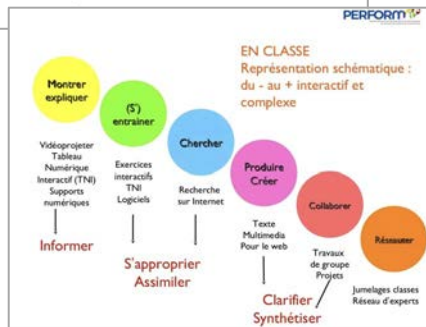 PERFORM
EN CLASSE
Représentation schématique :
du - au + interactif et
complexe
Montrer
expliquer
(S')
entrainer
Chercher
Produire
Créer
Collaborer
Réseauter
Vidéoprojeter
Tableau
Numérique
Interactif (TNI)
Supports
numériques
Exercices
interactifs
TNI
Logiciels
Recherche
sur Internet
Texte
Multimedia
Pour le web
Travaux
de groupe
Projets
Jumelages classes
Réseau d'experts
Informer
S'approprier
Assimiler
Clarifier
Synthétiser